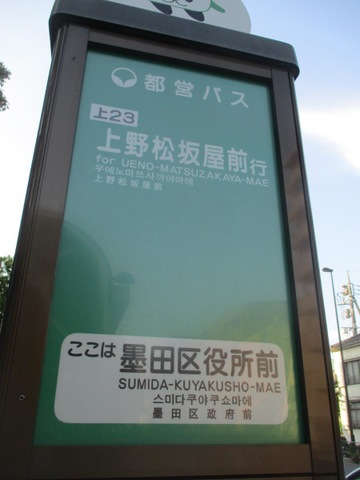 都営バス
上23
上野松坂屋前行
for UENO-MATSUZAKAYA-MAE
우에노마쯔사까야마에
上野松坂屋前
ここは 墨田区役所前
SUMIDA-KUYAKUSHO-MAE
스미다쿠야쿠쇼마에
墨田区政府前